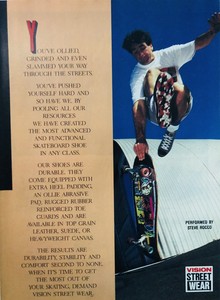 YOU'VE OLLIED,
GRINDED AND EVEN
SLAMMED YOUR WAY
THROUGH THE STREETS.
YOU'VE PUSHED
YOURSELF HARD AND
SO HAVE WE, BY
POOLING ALL OUR
RESOURCES
WE HAVE CREATED
THE MOST ADVANCED
AND FUNCTIONAL
SKATEBOARD SHOE
IN ANY CLASS.
OUR SHOES ARE
DURABLE. THEY
COME EQUIPPED WITH
EXTRA HEEL PADDING,
AN OLLIE ABRASIVE
PAD, RUGGED RUBBER
REINFORCED TOE
GUARDS AND ARE
AVAILABLE IN TOP GRAIN
LEATHER, SUEDE, OR
HEAVYWEIGHT CANVAS.
THE RESULTS ARE
DURABILITY, STABILITY AND
COMFORT SECOND TO NONE.
WHEN IT'S TIME TO GET
THE MOST OUT OF
YOUR SKATING, DEMAND
VISION STREET WEAR.
PERFORMED BY
STEVE ROCCO
VISION
STREET
WEAR